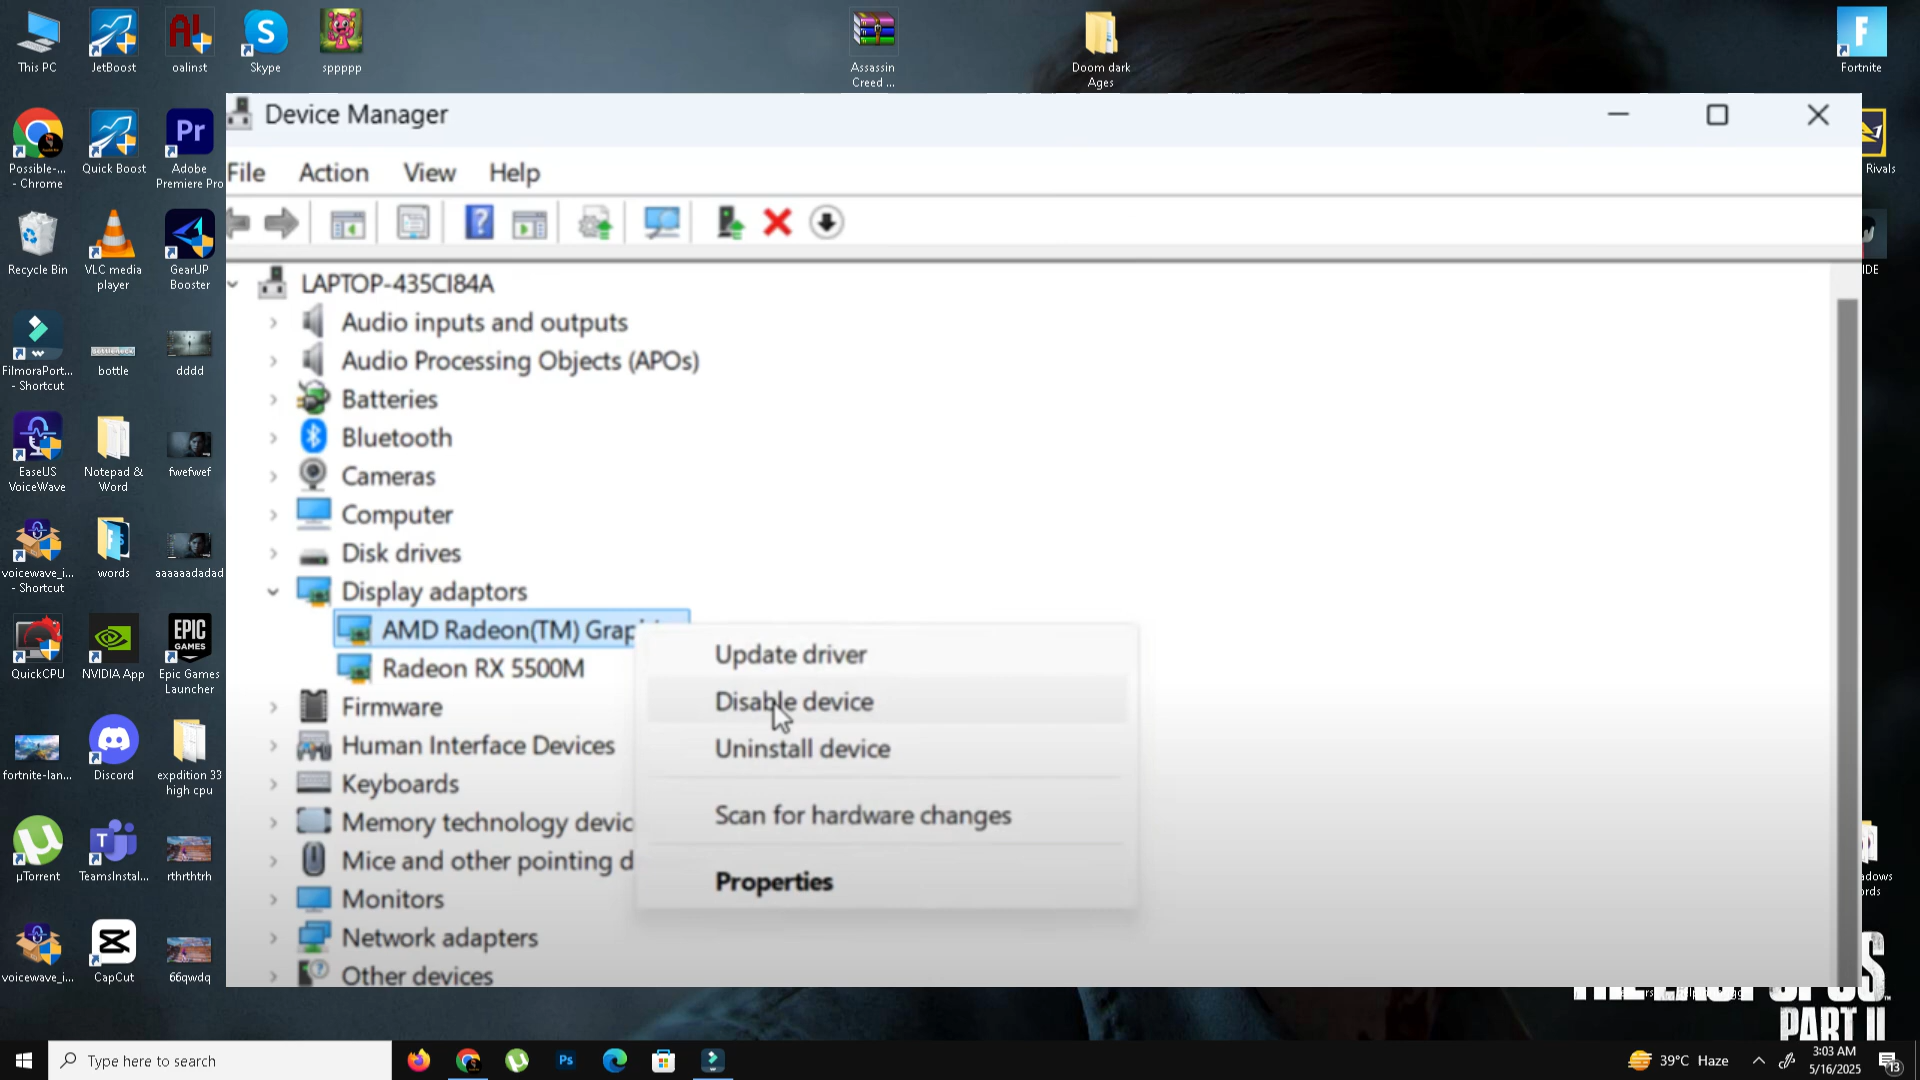 This PC
JetBoost
oalinst
Skype
sppppp
Assassin
Creed ...
Doom dark
Ages
Fortnite
Possible-...
- Chrome
Quick Boost
Adobe
Premiere Pro
Rivals
Recycle Bin
VLC media
player
GearUP
Booster
IDE
FilmoraPort...
- Shortcut
bottle
dddd
EaseUS
VoiceWave
Notepad &
Word
fwefwef
voicewave_i...
- Shortcut
words
aaaaaadadad
QuickCPU
NVIDIA App
EPIC
GAMES
Epic Games
Launcher
fortnite-lan...
Discord
expdition 33
high cpu
µTorrent
TeamsInstal...
rthrthtrh
voicewave_i...
CapCut
66qwdq
Device Manager
File Action View Help
LAPTOP-435CI84A
Audio inputs and outputs
Audio Processing Objects (APOs)
Batteries
Bluetooth
Cameras
Computer
Disk drives
Display adaptors
AMD Radeon(TM) Grap
Radeon RX 5500M
Firmware
Human Interface Devices
Keyboards
Memory technology devic
Mice and other pointing d
Monitors
Network adapters
Other devices
Update driver
Disable device
Uninstall device
Scan for hardware changes
Properties
PART II
Type here to search
39°C Haze
3:03 AM
5/16/2025
13